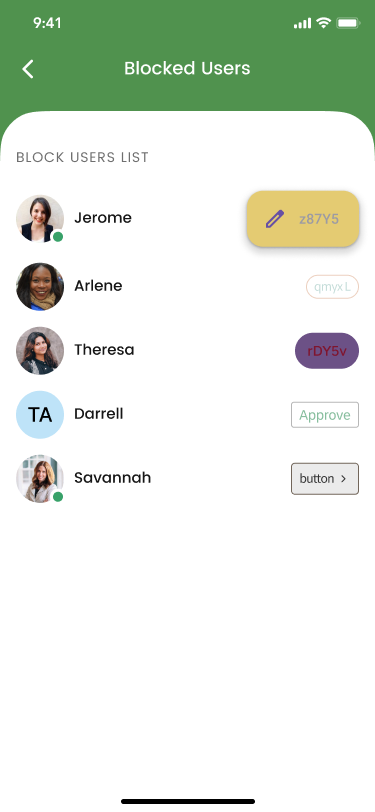 9:41
Blocked Users
BLOCK USERS LIST
Jerome
z87Y5
Arlene
qmyx L
Theresa
rDY5v
TA
Darrell
Approve
Savannah
button